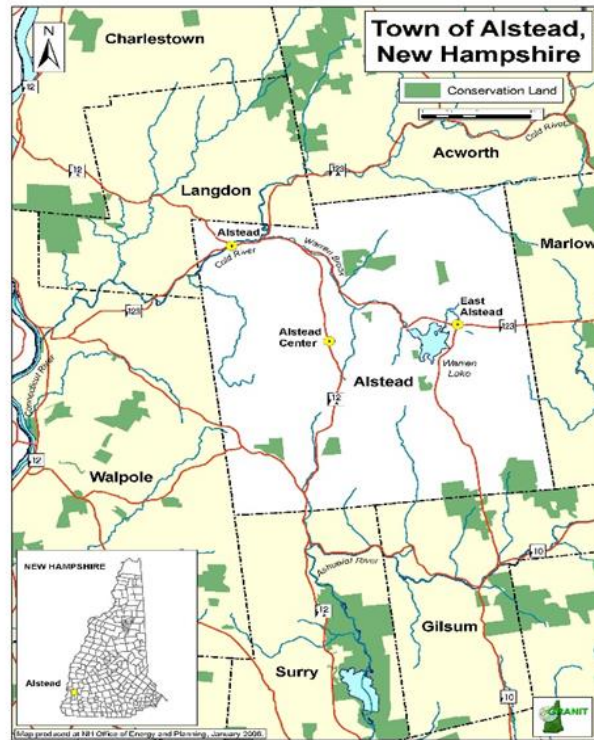 Town of Alstead,
New Hampshire
Conservation Land
N
Charlestown
12
Cold River
Acworth
123
12
Langdon
Alstead
Marlow
Cold River
Warren Brook
East
Alstead
123
123
Alstead
Center
Warren
Lake
Alstead
Connecticut River
12
12
Walpole
10
Ashuelot River
NEW HAMPSHIRE
12
Gilsum
Alstead
Surry
10
GRANIT
Map produced at NH Office of Energy and Planning, January 2006.